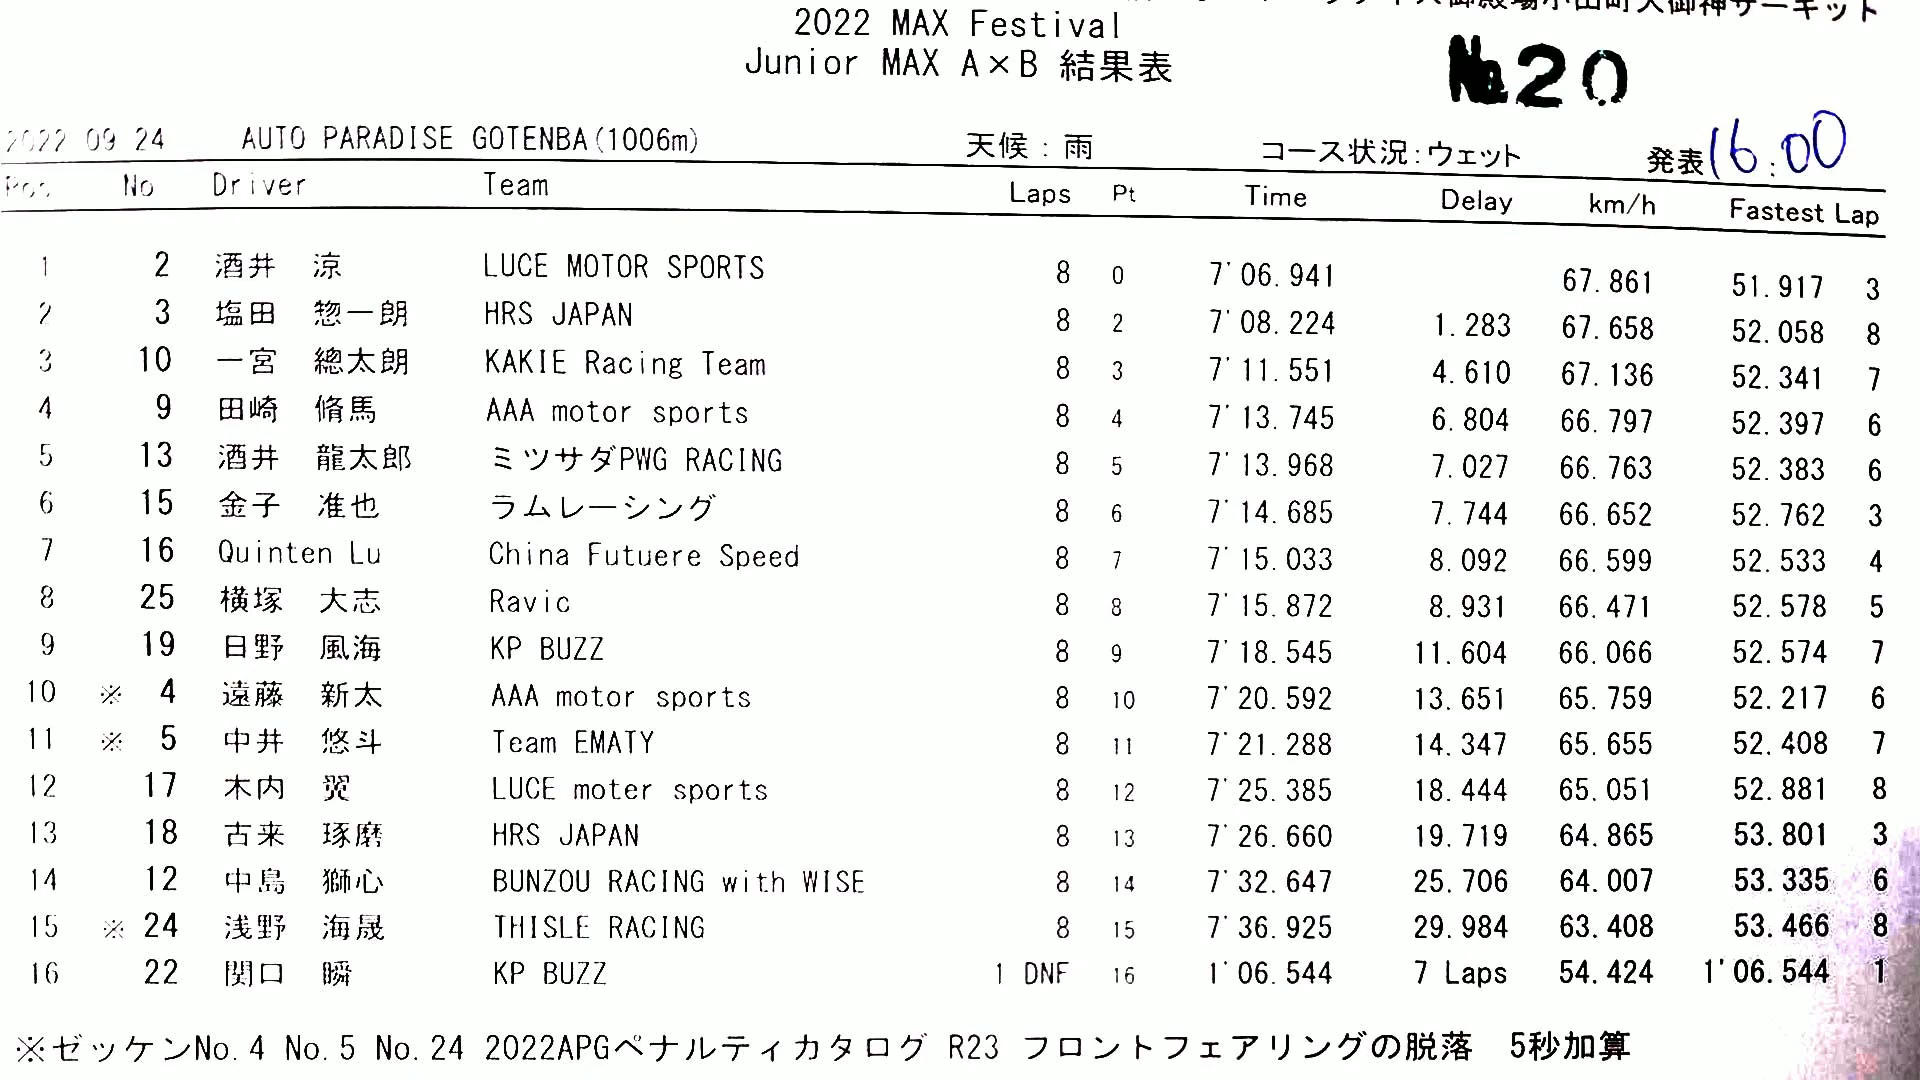 2022 MAX Festival
Junior MAX A×B 結果表
№20
2022 09 24 AUTO PARADISE GOTENBA(1006m) 天候：雨 コース状況：ウェット 発表 16:00
Pos. No Driver Team Laps Pt Time Delay km/h Fastest Lap
1 2 酒井 涼 LUCE MOTOR SPORTS 8 0 7'06.941 67.861 51.917 3
2 3 塩田 惣一朗 HRS JAPAN 8 2 7'08.224 1.283 67.658 52.058 8
3 10 一宮 總太朗 KAKIE Racing Team 8 3 7'11.551 4.610 67.136 52.341 7
4 9 田崎 脩馬 AAA motor sports 8 4 7'13.745 6.804 66.797 52.397 6
5 13 酒井 龍太郎 ミツサダPWG RACING 8 5 7'13.968 7.027 66.763 52.383 6
6 15 金子 准也 ラムレーシング 8 6 7'14.685 7.744 66.652 52.762 3
7 16 Quinten Lu China Futuere Speed 8 7 7'15.033 8.092 66.599 52.533 4
8 25 横塚 大志 Ravic 8 8 7'15.872 8.931 66.471 52.578 5
9 19 日野 風海 KP BUZZ 8 9 7'18.545 11.604 66.066 52.574 7
10 ※ 4 遠藤 新太 AAA motor sports 8 10 7'20.592 13.651 65.759 52.217 6
11 ※ 5 中井 悠斗 Team EMATY 8 11 7'21.288 14.347 65.655 52.408 7
12 17 木内 翼 LUCE moter sports 8 12 7'25.385 18.444 65.051 52.881 8
13 18 古来 琢磨 HRS JAPAN 8 13 7'26.660 19.719 64.865 53.801 3
14 12 中島 獅心 BUNZOU RACING with WISE 8 14 7'32.647 25.706 64.007 53.335 6
15 ※ 24 浅野 海晟 THISLE RACING 8 15 7'36.925 29.984 63.408 53.466 8
16 22 関口 瞬 KP BUZZ 1 DNF 16 1'06.544 7 Laps 54.424 1'06.544 1
※ゼッケンNo.4 No.5 No.24 2022APGペナルティカタログ R23 フロントフェアリングの脱落 5秒加算